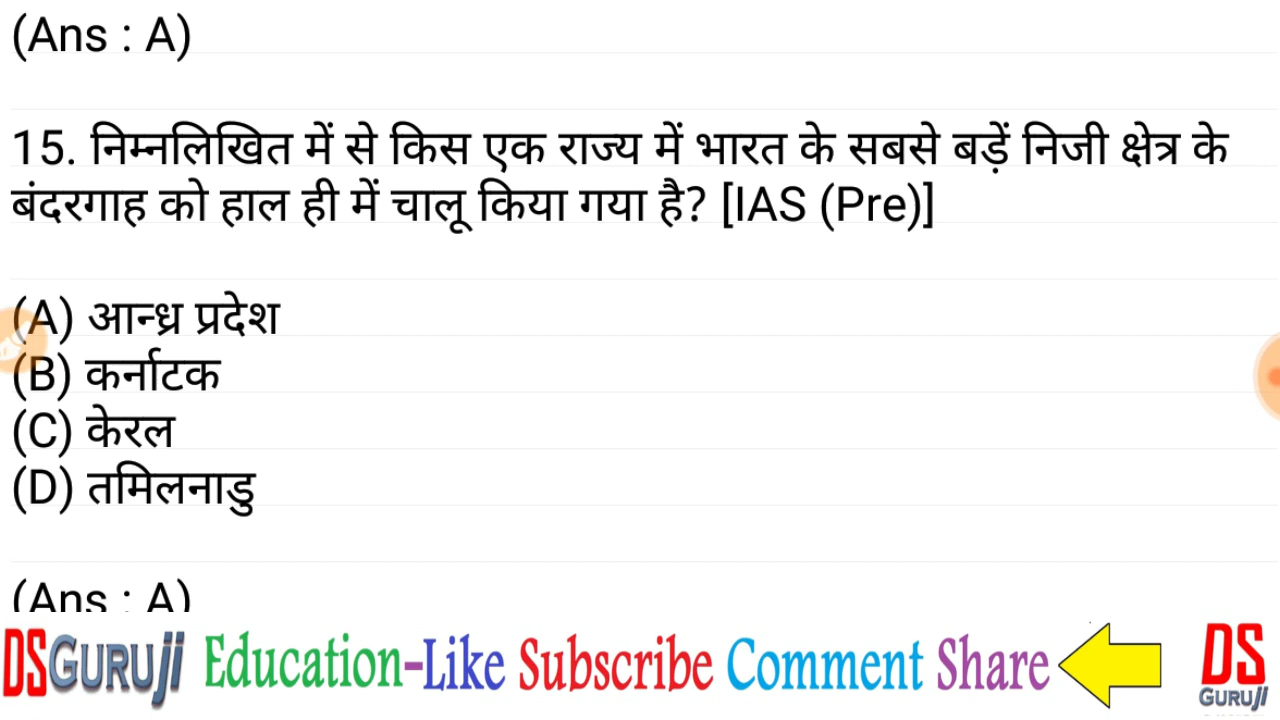 (Ans : A)
15. निम्नलिखित में से किस एक राज्य में भारत के सबसे बड़ें निजी क्षेत्र के
बंदरगाह को हाल ही में चालू किया गया है? [IAS (Pre)]
(A) आन्ध्र प्रदेश
(B) कर्नाटक
(C) केरल
(D) तमिलनाडु
(Ans : A)
DSGURUji Education-Like Subscribe Comment Share DS
GURUji